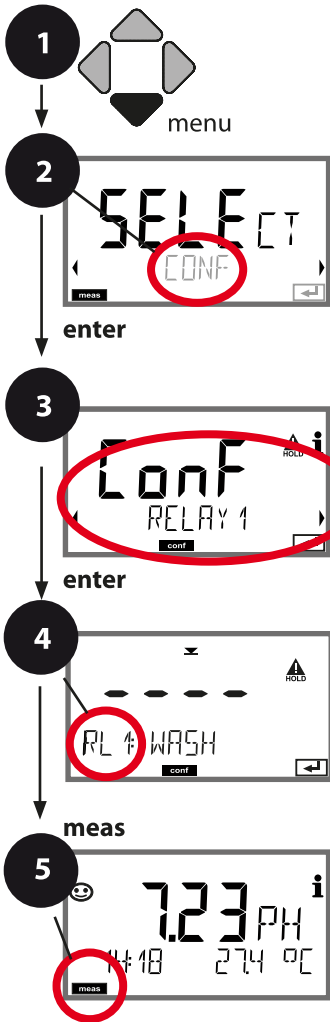 1
menu
2
SELECT
CONF
meas
enter
3
ConF
HOLD
i
RELAY 1
conf
enter
4
HOLD
RL 1: WASH
conf
meas
5
i
7.23 PH
14:18 27.4 °C
meas